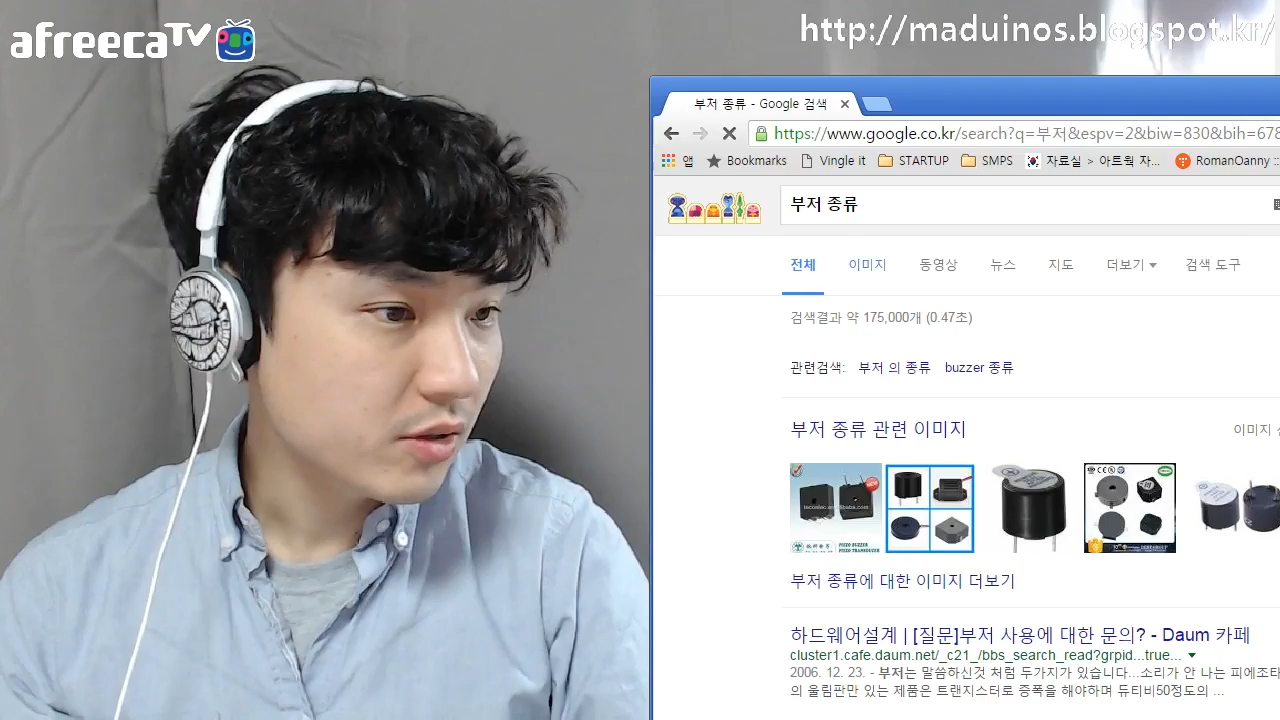 afreecaTV
http://maduinos.blogspot.kr/
부저 종류 - Google 검색
https://www.google.co.kr/search?q=부저&espv=2&biw=830&bih=678
앱 Bookmarks Vingle it STARTUP SMPS 자료실 > 아트웍 자... RomanOanny ::
부저 종류
전체 이미지 동영상 뉴스 지도 더보기 검색 도구
검색결과 약 175,000개 (0.47초)
관련검색: 부저 의 종류 buzzer 종류
부저 종류 관련 이미지
이미지
NEW
PIEZO BUZZER
PIEZO TRANSDUCER
부저 종류에 대한 이미지 더보기
하드웨어설계 | [질문]부저 사용에 대한 문의? - Daum 카페
cluster1.cafe.daum.net/_c21_/bbs_search_read?grpid...true...
2006. 12. 23. - 부저는 말씀하신것 처럼 두가지가 있습니다...소리가 안 나는 피에조타
의 울림판만 있는 제품은 트랜지스터로 증폭을 해야하며 듀티비50정도의 ...